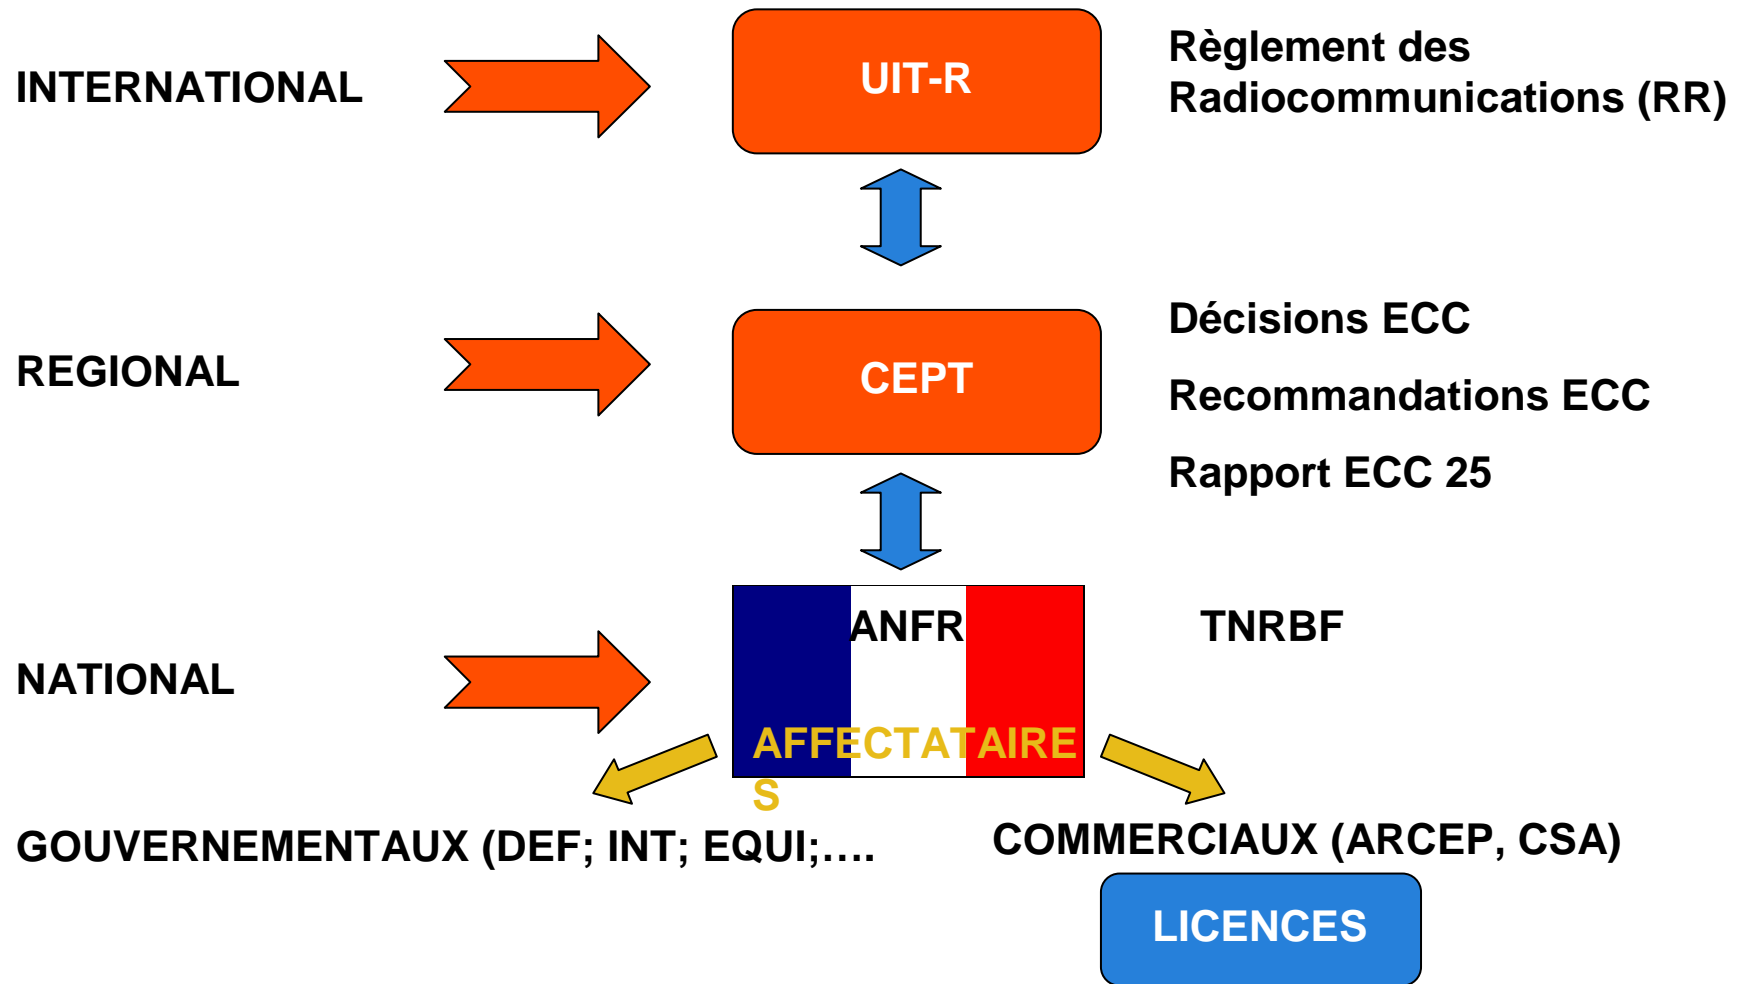 INTERNATIONAL
UIT-R
Règlement des
Radiocommunications (RR)
REGIONAL
CEPT
Décisions ECC
Recommandations ECC
Rapport ECC 25
NATIONAL
ANFR
TNRBF
AFFECTATAIRE
S
GOUVERNEMENTAUX (DEF; INT; EQUI;….
COMMERCIAUX (ARCEP, CSA)
LICENCES